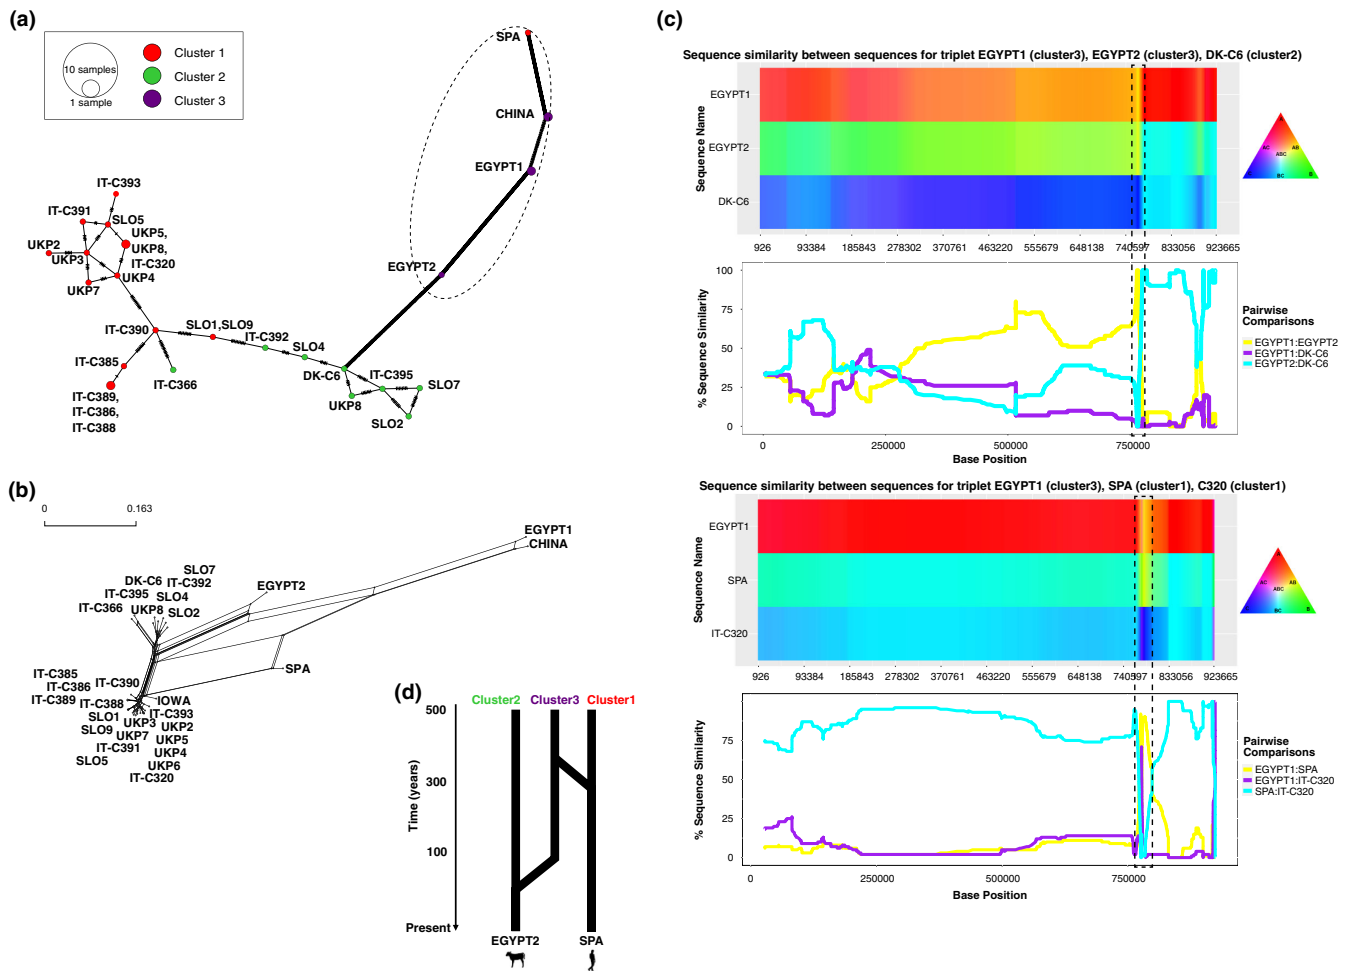 (a)
10 samples
1 sample
Cluster 1
Cluster 2
Cluster 3
SPA
CHINA
EGYPT1
EGYPT2
IT-C393
IT-C391
SLO5
UKP5,
UKP8,
IT-C320
UKP2
UKP3
UKP4
UKP7
IT-C390
SLO1,SLO9
IT-C392
SLO4
IT-C385
IT-C366
DK-C6
IT-C395
SLO7
UKP8
SLO2
IT-C389,
IT-C386,
IT-C388
(b)
0
0.163
EGYPT1
CHINA
EGYPT2
SLO7
DK-C6
IT-C392
IT-C395
SLO4
IT-C366
UKP8
SLO2
SPA
IT-C385
IT-C386
IT-C390
IT-C389
IT-C388
IOWA
SLO1
IT-C393
UKP3
UKP2
SLO9
UKP7
UKP5
IT-C391
UKP4
SLO5
UKP6
IT-C320
(c)
Sequence similarity between sequences for triplet EGYPT1 (cluster3), EGYPT2 (cluster3), DK-C6 (cluster2)
Sequence Name
EGYPT1
EGYPT2
DK-C6
926 93384 185843 278302 370761 463220 555679 648138 740597 833056 923665
A
AC
AB
ABC
BC
B
% Sequence Similarity
100
75
50
25
0
0 250000 500000 750000
Base Position
Pairwise
Comparisons
EGYPT1:EGYPT2
EGYPT1:DK-C6
EGYPT2:DK-C6
Sequence similarity between sequences for triplet EGYPT1 (cluster3), SPA (cluster1), C320 (cluster1)
Sequence Name
EGYPT1
SPA
IT-C320
926 93384 185843 278302 370761 463220 555679 648138 740597 833056 923665
A
AC
AB
ABC
BC
B
% Sequence Similarity
75
50
25
0
0 250000 500000 750000
Base Position
Pairwise
Comparisons
EGYPT1:SPA
EGYPT1:IT-C320
SPA:IT-C320
(d)
Cluster2 Cluster3 Cluster1
Time (years)
500
300
100
Present
EGYPT2
SPA